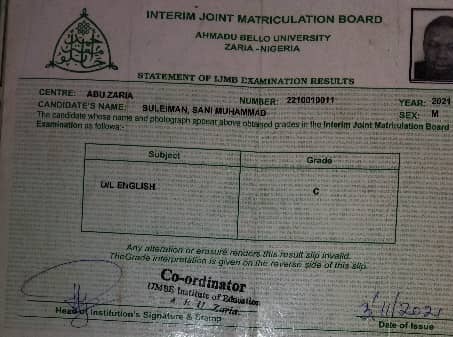 INTERIM JOINT MATRICULATION BOARD
AHMADU BELLO UNIVERSITY
ZARIA - NIGERIA
STATEMENT OF IJMB EXAMINATION RESULTS
CENTRE: ABU ZARIA NUMBER: 2210010011 YEAR: 2021
CANDIDATE'S NAME: SULEIMAN, SANI MUHAMMAD SEX: M
The candidate whose name and photograph appear above obtained grades in the Interim Joint Matriculation Board
Examination as follows:-
Subject Grade
O/L ENGLISH C
Any alteration or erasure renders this result slip invalid.
The Grade interpretation is given on the reverse side of this slip.
Co-ordinator
IJMBE Institute of Education
A. B. U. Zaria.
Head of Institution's Signature & Stamp
Date of Issue